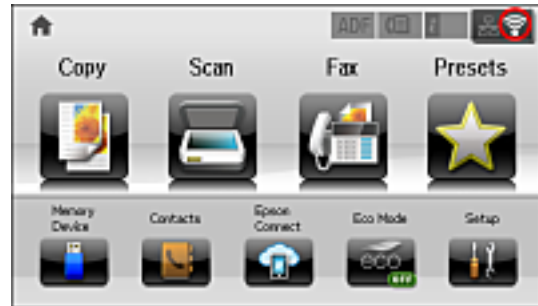 ADF
Copy Scan Fax Presets
Memory Device
Contacts
Epson Connect
Eco Mode
Setup
eco
OFF